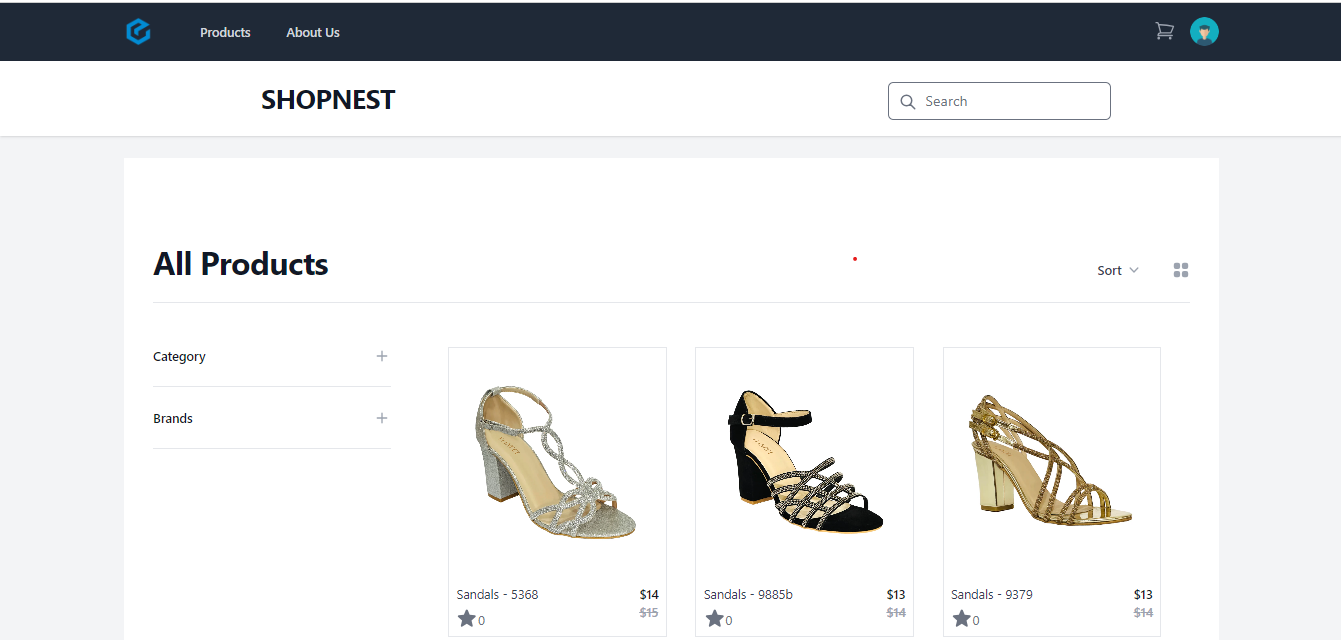 Products About Us
SHOPNEST
Search
All Products
Sort
Category
Brands
Sandals - 5368 $14
$15
0
Sandals - 9885b $13
$14
0
Sandals - 9379 $13
$14
0